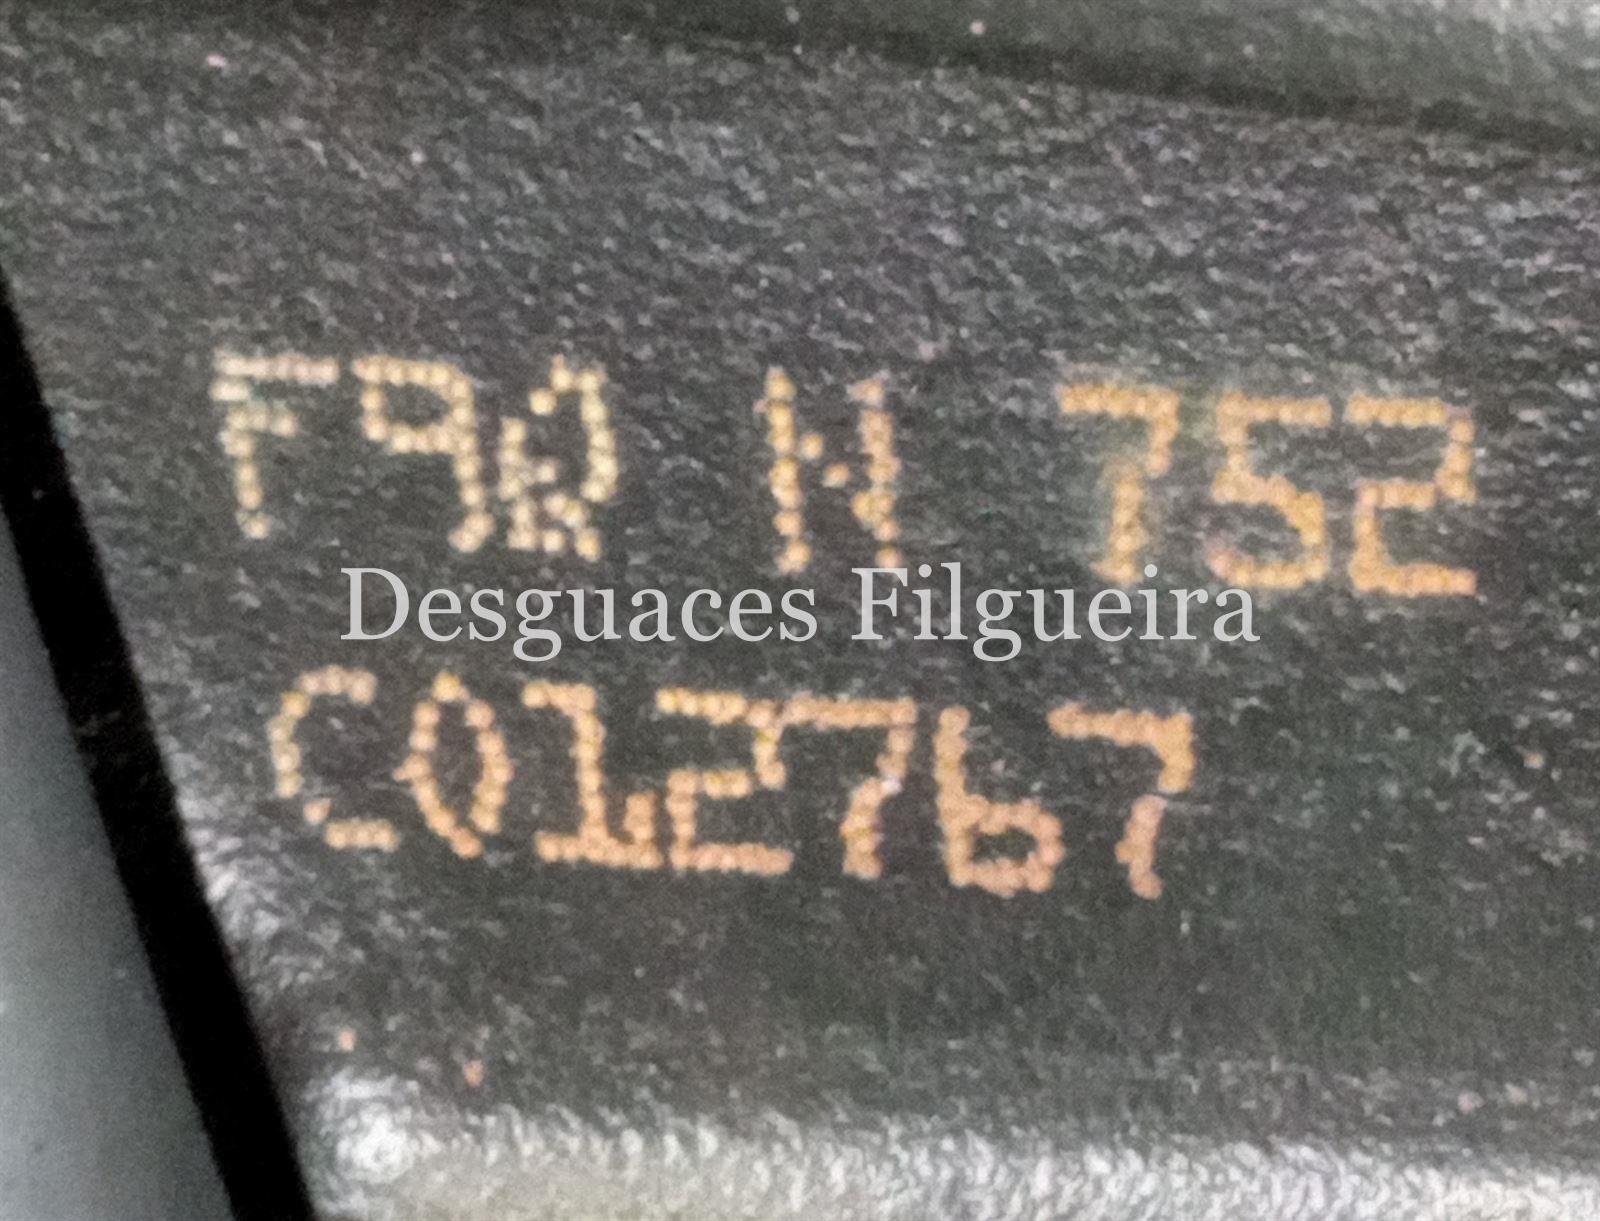 F9Q N 752
Desguaces Filgueira
C012767